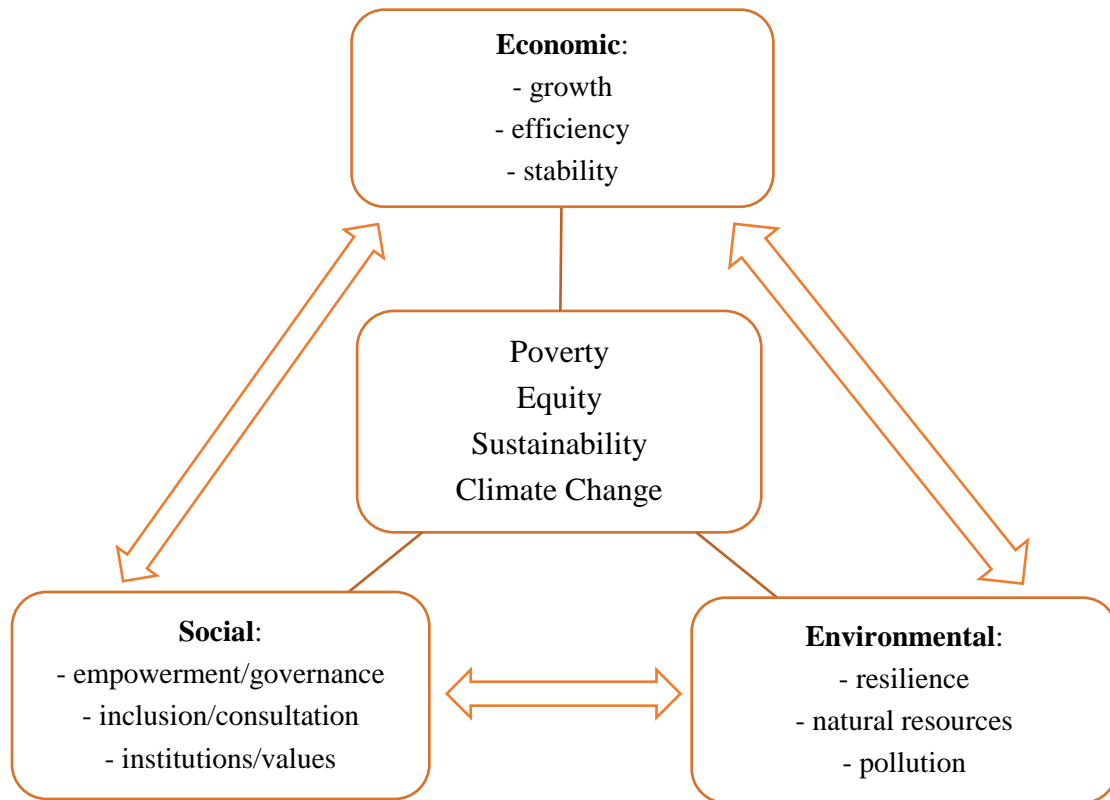 Economic:
- growth
- efficiency
- stability
Poverty
Equity
Sustainability
Climate Change
Social:
- empowerment/governance
- inclusion/consultation
- institutions/values
Environmental:
- resilience
- natural resources
- pollution